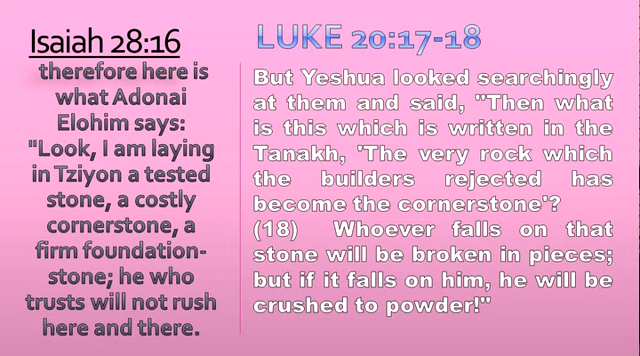 Isaiah 28:16
therefore here is
what Adonai
Elohim says:
"Look, I am laying
in Tziyon a tested
stone, a costly
cornerstone, a
firm foundation-
stone; he who
trusts will not rush
here and there.
LUKE 20:17-18
But Yeshua looked searchingly
at them and said, "Then what
is this which is written in the
Tanakh, 'The very rock which
the builders rejected has
become the cornerstone'?
(18) Whoever falls on that
stone will be broken in pieces;
but if it falls on him, he will be
crushed to powder!"